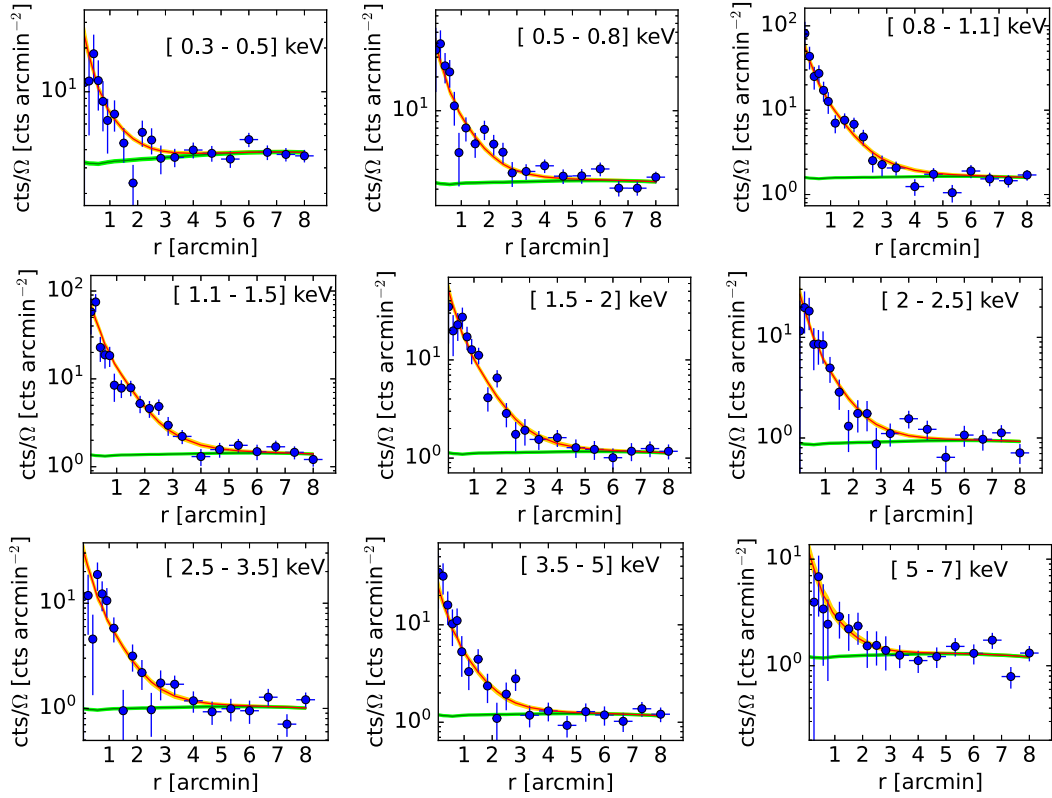 [ 0.3 - 0.5] keV
cts/Ω [cts arcmin⁻²]
10¹
1 2 3 4 5 6 7 8
r [arcmin]
[ 0.5 - 0.8] keV
cts/Ω [cts arcmin⁻²]
10¹
1 2 3 4 5 6 7 8
r [arcmin]
[ 0.8 - 1.1] keV
cts/Ω [cts arcmin⁻²]
10²
10¹
10⁰
1 2 3 4 5 6 7 8
r [arcmin]
[ 1.1 - 1.5] keV
cts/Ω [cts arcmin⁻²]
10²
10¹
10⁰
1 2 3 4 5 6 7 8
r [arcmin]
[ 1.5 - 2] keV
cts/Ω [cts arcmin⁻²]
10¹
10⁰
1 2 3 4 5 6 7 8
r [arcmin]
[ 2 - 2.5] keV
cts/Ω [cts arcmin⁻²]
10¹
10⁰
1 2 3 4 5 6 7 8
r [arcmin]
[ 2.5 - 3.5] keV
cts/Ω [cts arcmin⁻²]
10¹
10⁰
1 2 3 4 5 6 7 8
r [arcmin]
[ 3.5 - 5] keV
cts/Ω [cts arcmin⁻²]
10¹
10⁰
1 2 3 4 5 6 7 8
r [arcmin]
[ 5 - 7] keV
cts/Ω [cts arcmin⁻²]
10¹
10⁰
1 2 3 4 5 6 7 8
r [arcmin]